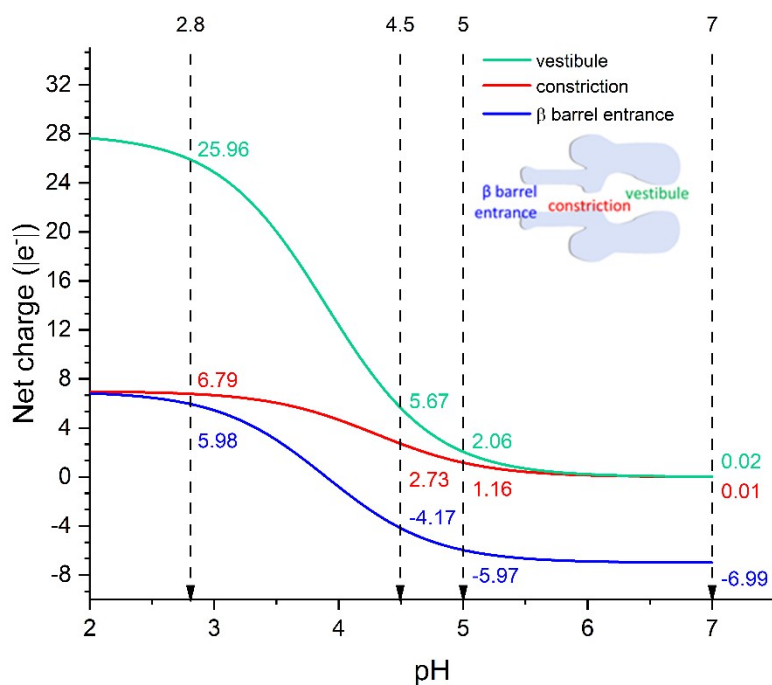 2.8 4.5 5 7
vestibule
constriction
β barrel entrance
32
28
24
20
16
12
8
4
0
-4
-8
Net charge (|e⁻|)
25.96
6.79
5.98
5.67
2.73
-4.17
2.06
1.16
-5.97
0.02
0.01
-6.99
vestibule
β barrel
constriction
entrance
2 3 4 5 6 7
pH